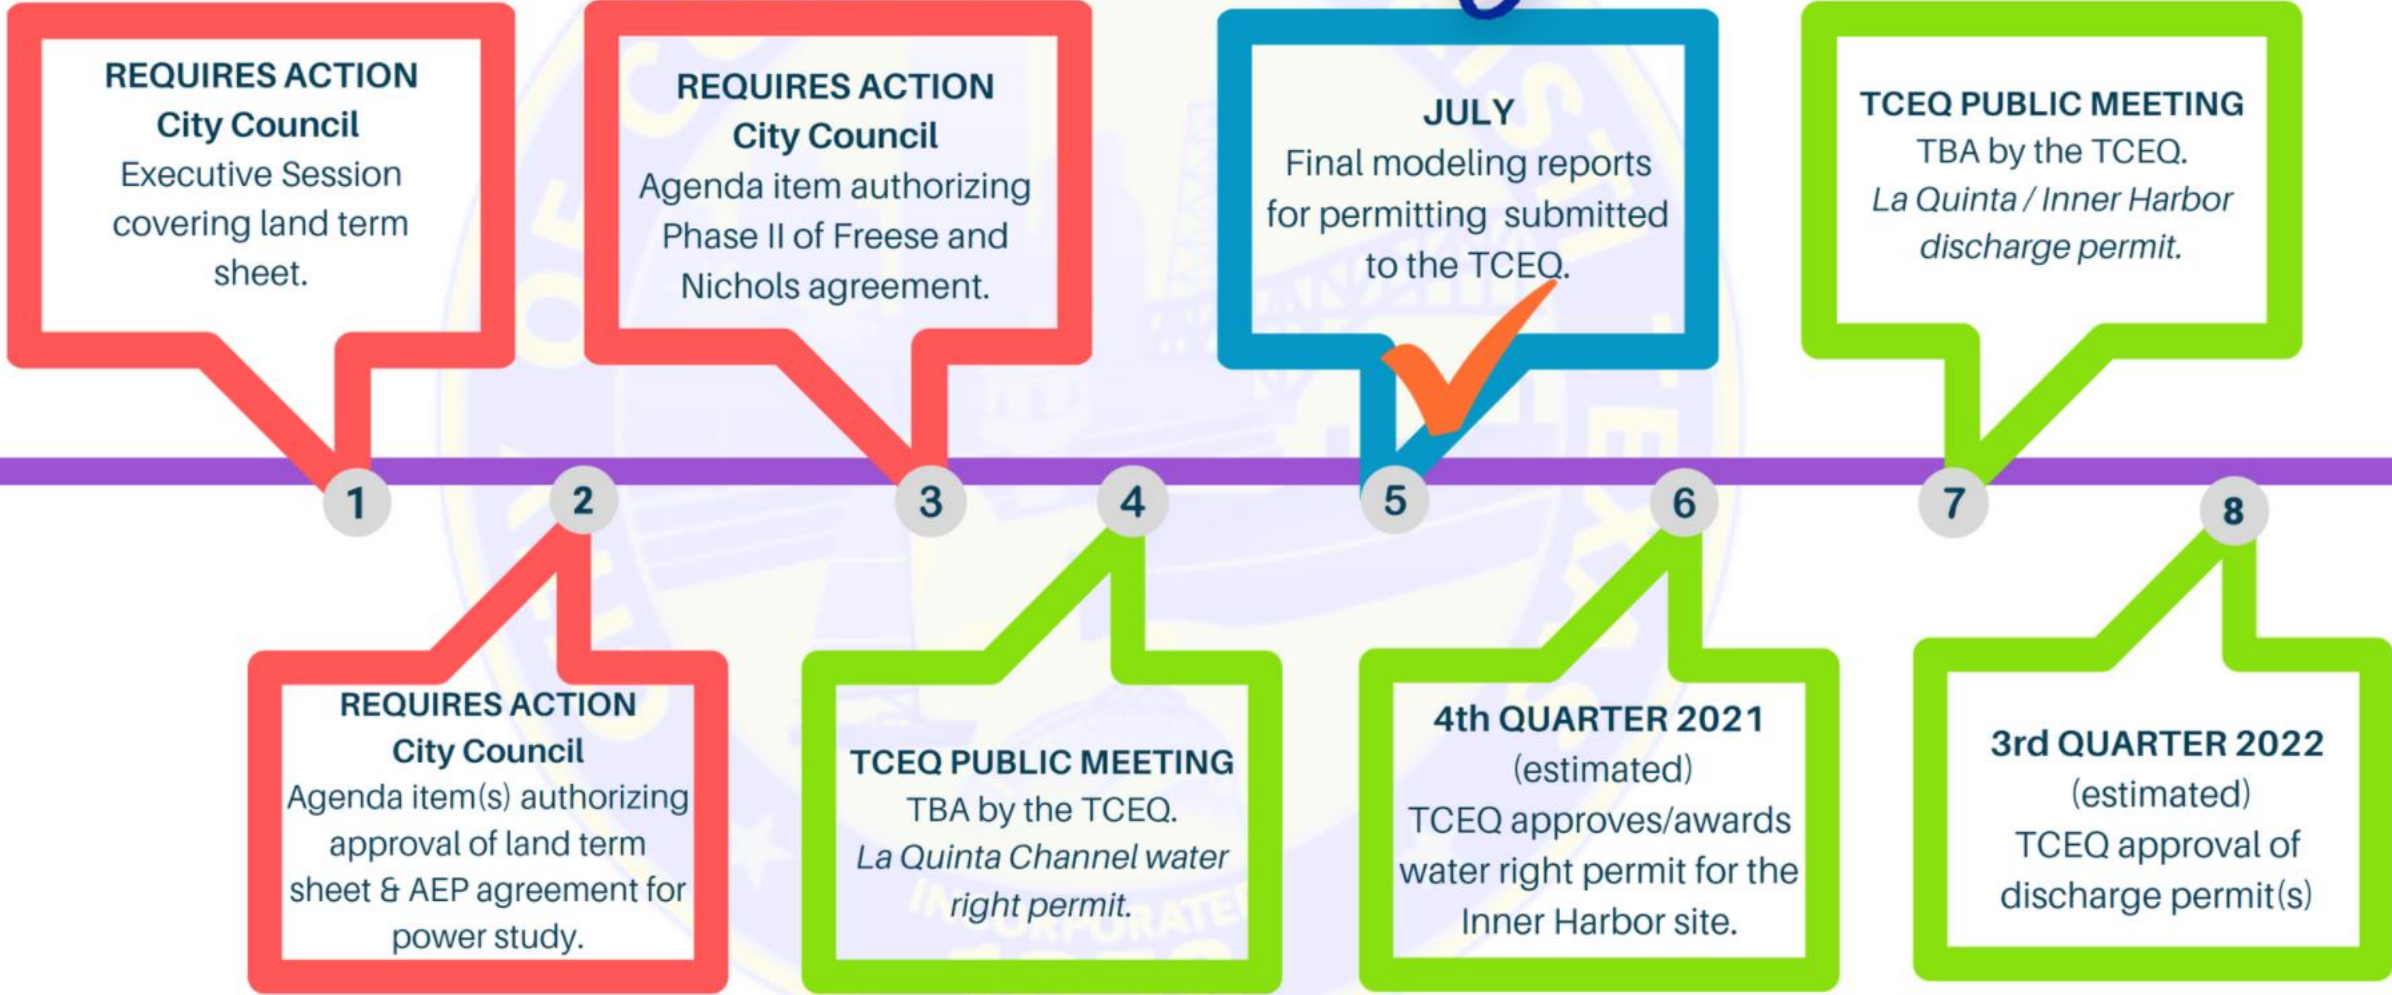 REQUIRES ACTION
City Council
Executive Session
covering land term
sheet.
REQUIRES ACTION
City Council
Agenda item authorizing
Phase II of Freese and
Nichols agreement.
JULY
Final modeling reports
for permitting submitted
to the TCEQ.
TCEQ PUBLIC MEETING
TBA by the TCEQ.
La Quinta / Inner Harbor
discharge permit.
1
2
3
4
5
6
7
8
REQUIRES ACTION
City Council
Agenda item(s) authorizing
approval of land term
sheet & AEP agreement for
power study.
TCEQ PUBLIC MEETING
TBA by the TCEQ.
La Quinta Channel water
right permit.
4th QUARTER 2021
(estimated)
TCEQ approves/awards
water right permit for the
Inner Harbor site.
3rd QUARTER 2022
(estimated)
TCEQ approval of
discharge permit(s)